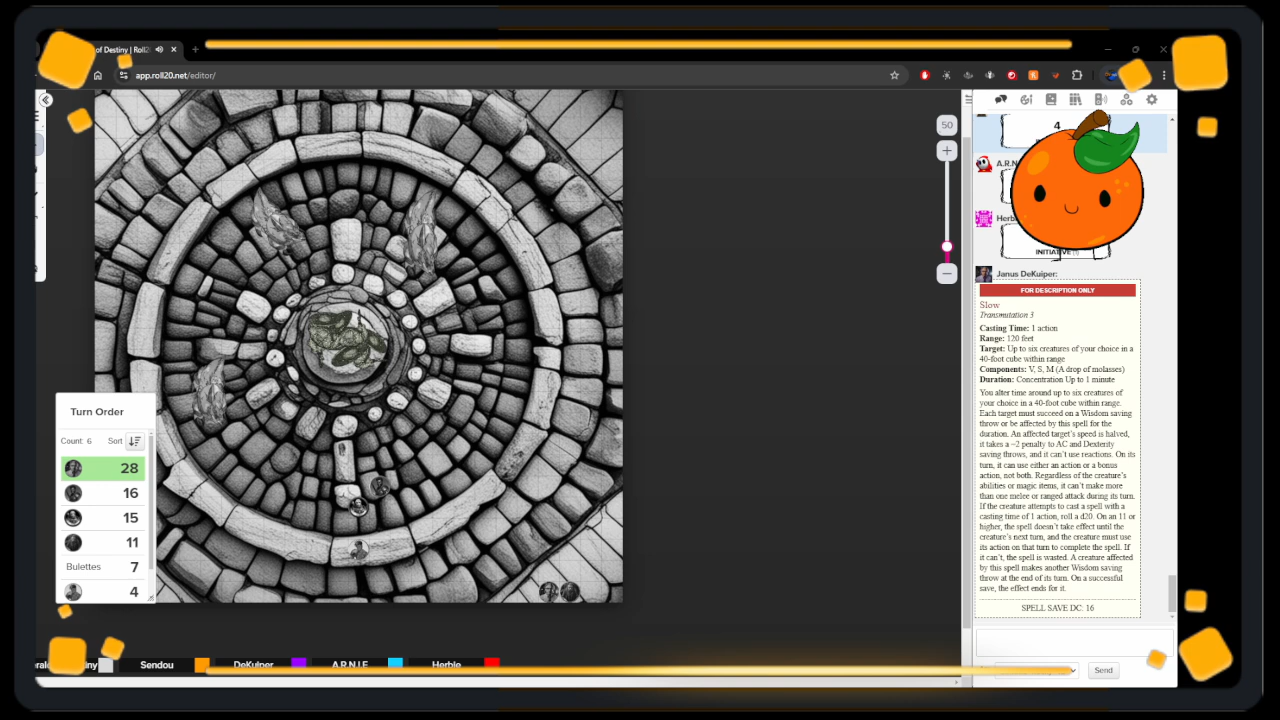 of Destiny | Roll20
app.roll20.net/editor/
50
4
A.R.N
Herb
INITIATIVE (1)
Janus DeKuiper:
FOR DESCRIPTION ONLY
Slow
Transmutation 3
Casting Time: 1 action
Range: 120 feet
Target: Up to six creatures of your choice in a
40-foot cube within range
Components: V, S, M (A drop of molasses)
Duration: Concentration Up to 1 minute
You alter time around up to six creatures of
your choice in a 40-foot cube within range.
Each target must succeed on a Wisdom saving
throw or be affected by this spell for the
duration. An affected target's speed is halved,
it takes a −2 penalty to AC and Dexterity
saving throws, and it can't use reactions. On its
turn, it can use either an action or a bonus
action, not both. Regardless of the creature's
abilities or magic items, it can't make more
than one melee or ranged attack during its turn.
If the creature attempts to cast a spell with a
casting time of 1 action, roll a d20. On an 11 or
higher, the spell doesn't take effect until the
creature's next turn, and the creature must use
its action on that turn to complete the spell. If
it can't, the spell is wasted. A creature affected
by this spell makes another Wisdom saving
throw at the end of its turn. On a successful
save, the effect ends for it.
SPELL SAVE DC: 16
Send
Turn Order
Count: 6 Sort
28
16
15
11
Bulettes 7
4
Sendou DeKuiper A.R.N.I.E Herble